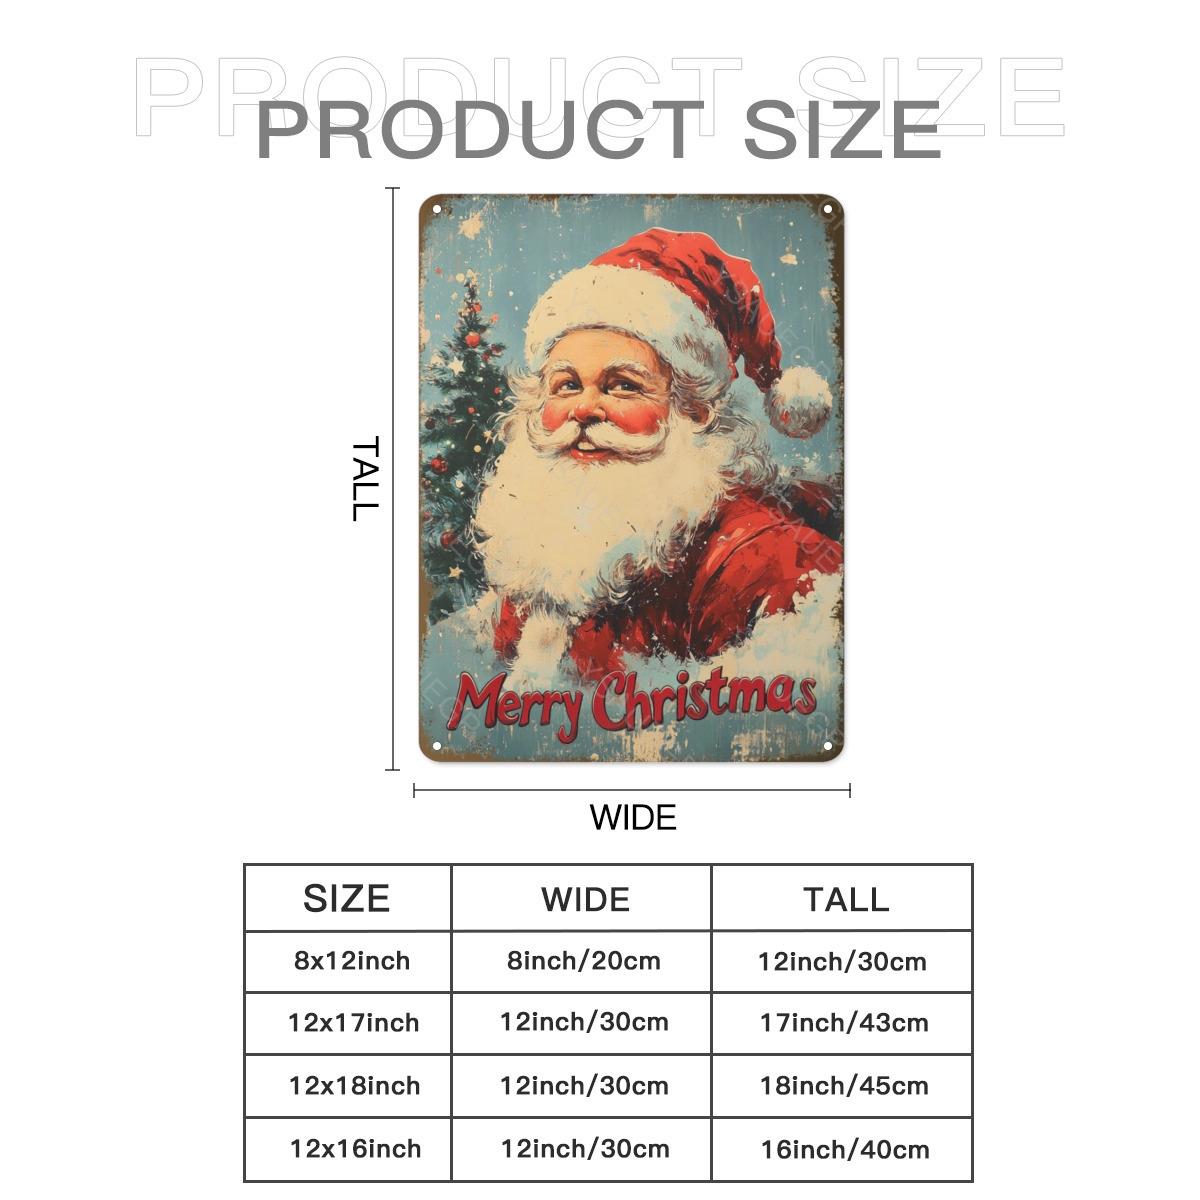 PRODUCT SIZE
PRODUCT SIZE
TALL
Merry Christmas
WIDE
SIZE WIDE TALL
8x12inch 8inch/20cm 12inch/30cm
12x17inch 12inch/30cm 17inch/43cm
12x18inch 12inch/30cm 18inch/45cm
12x16inch 12inch/30cm 16inch/40cm